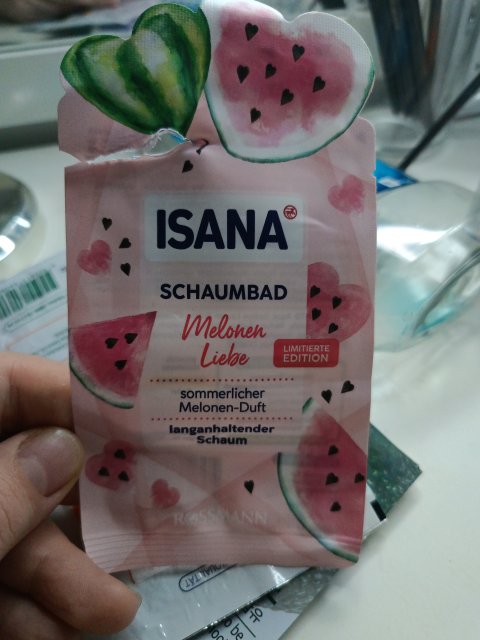 ISANA
SCHAUMBAD
Melonen
Liebe
LIMITIERTE
EDITION
sommerlicher
Melonen-Duft
langanhaltender
Schaum
ROSSMANN